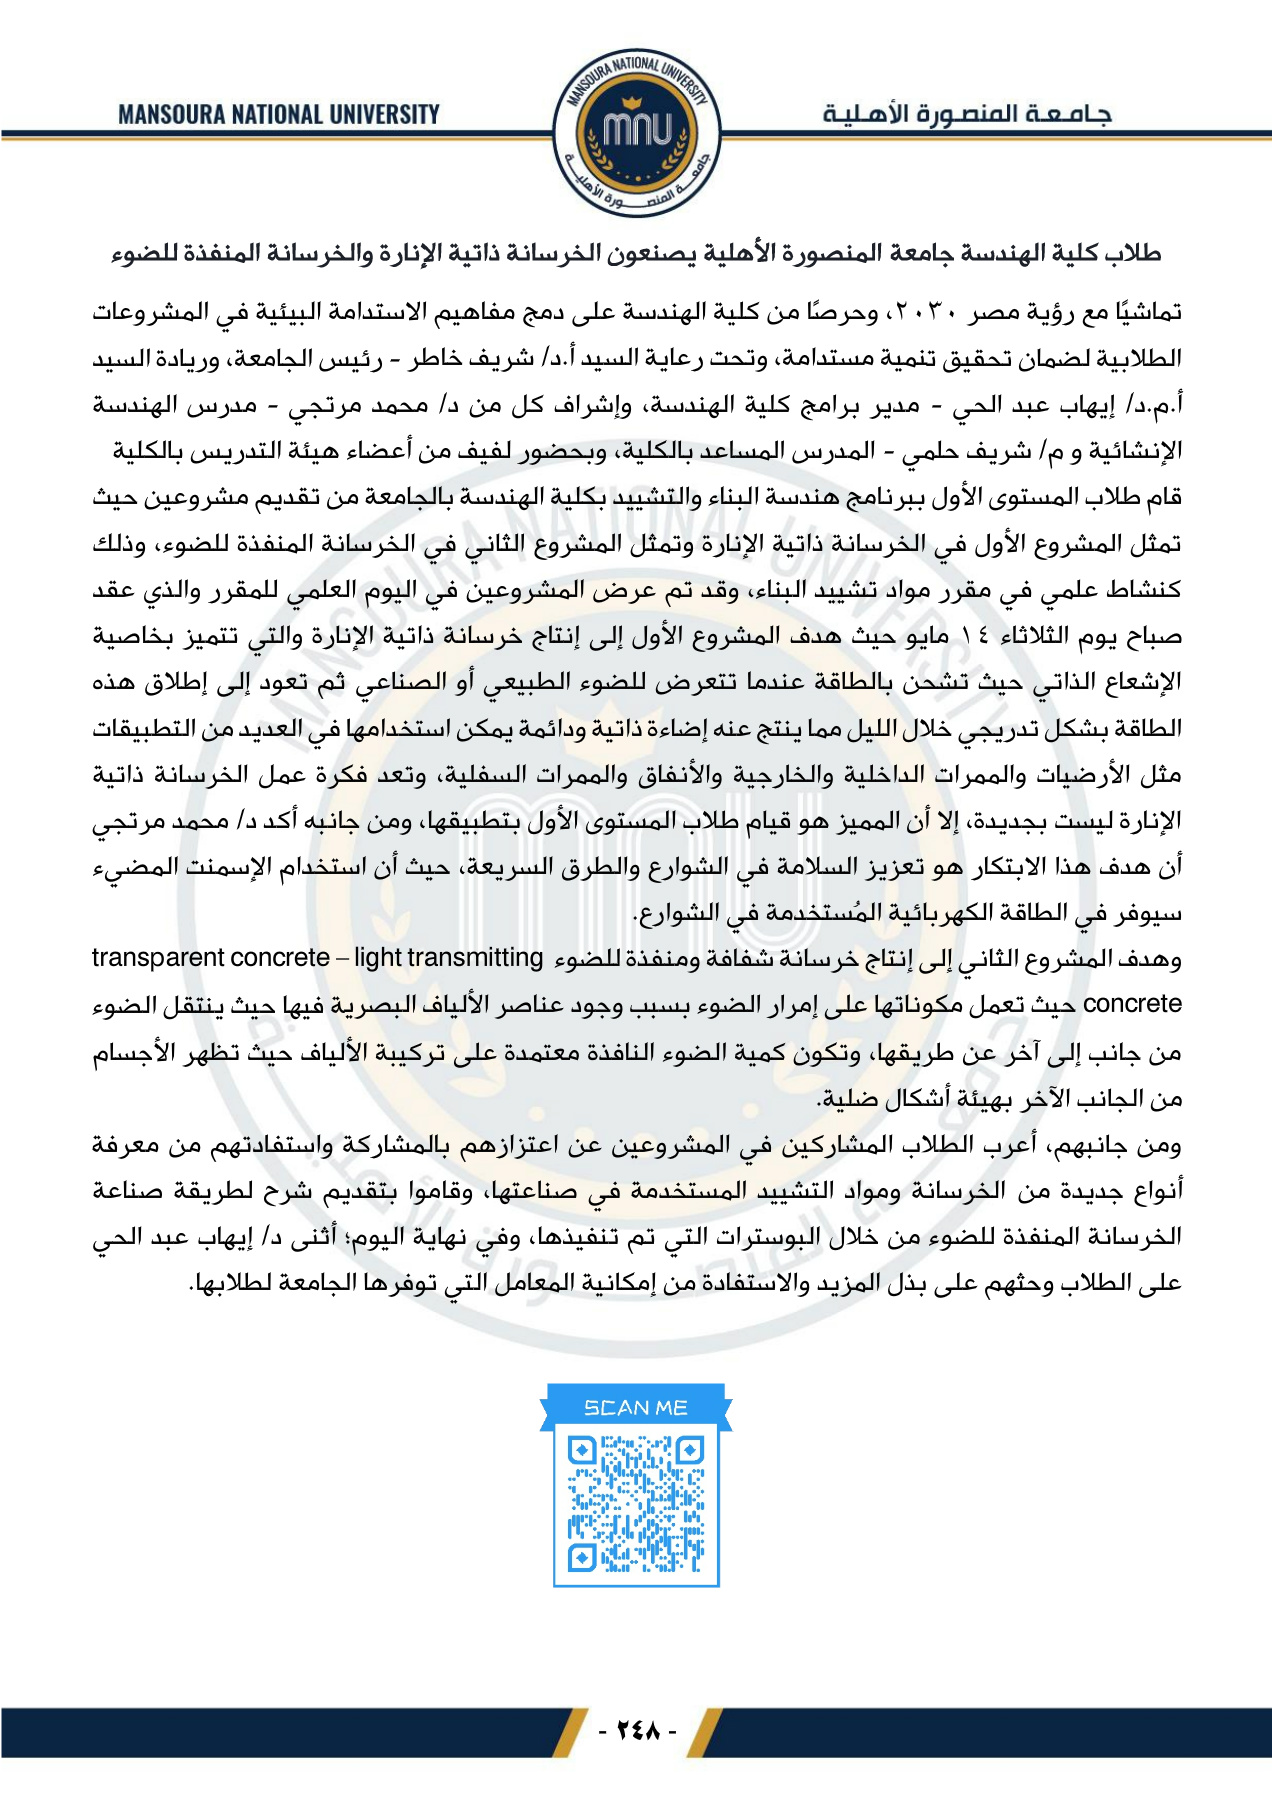 MANSOURA NATIONAL UNIVERSITY
جامعة المنصورة الأهلية
MANSOURA NATIONAL UNIVERSITY
mnu
جامعة المنصورة الأهلية
طلاب كلية الهندسة جامعة المنصورة الأهلية يصنعون الخرسانة ذاتية الإنارة والخرسانة المنفذة للضوء
تماشيًا مع رؤية مصر ٢٠٣٠، وحرصًا من كلية الهندسة على دمج مفاهيم الاستدامة البيئية في المشروعات
الطلابية لضمان تحقيق تنمية مستدامة، وتحت رعاية السيد أ.د/ شريف خاطر - رئيس الجامعة، وريادة السيد
أ.م.د/ إيهاب عبد الحي - مدير برامج كلية الهندسة، وإشراف كل من د/ محمد مرتجي - مدرس الهندسة
الإنشائية و م/ شريف حلمي - المدرس المساعد بالكلية، وبحضور لفيف من أعضاء هيئة التدريس بالكلية
قام طلاب المستوى الأول ببرنامج هندسة البناء والتشييد بكلية الهندسة بالجامعة من تقديم مشروعين حيث
تمثل المشروع الأول في الخرسانة ذاتية الإنارة وتمثل المشروع الثاني في الخرسانة المنفذة للضوء، وذلك
كنشاط علمي في مقرر مواد تشييد البناء، وقد تم عرض المشروعين في اليوم العلمي للمقرر والذي عقد
صباح يوم الثلاثاء ١٤ مايو حيث هدف المشروع الأول إلى إنتاج خرسانة ذاتية الإنارة والتي تتميز بخاصية
الإشعاع الذاتي حيث تشحن بالطاقة عندما تتعرض للضوء الطبيعي أو الصناعي ثم تعود إلى إطلاق هذه
الطاقة بشكل تدريجي خلال الليل مما ينتج عنه إضاءة ذاتية ودائمة يمكن استخدامها في العديد من التطبيقات
مثل الأرضيات والممرات الداخلية والخارجية والأنفاق والممرات السفلية، وتعد فكرة عمل الخرسانة ذاتية
الإنارة ليست بجديدة، إلا أن المميز هو قيام طلاب المستوى الأول بتطبيقها، ومن جانبه أكد د/ محمد مرتجي
أن هدف هذا الابتكار هو تعزيز السلامة في الشوارع والطرق السريعة، حيث أن استخدام الإسمنت المضيء
سيوفر في الطاقة الكهربائية المُستخدمة في الشوارع.
وهدف المشروع الثاني إلى إنتاج خرسانة شفافة ومنفذة للضوء transparent concrete – light transmitting
concrete حيث تعمل مكوناتها على إمرار الضوء بسبب وجود عناصر الألياف البصرية فيها حيث ينتقل الضوء
من جانب إلى آخر عن طريقها، وتكون كمية الضوء النافذة معتمدة على تركيبة الألياف حيث تظهر الأجسام
من الجانب الآخر بهيئة أشكال ضلية.
ومن جانبهم، أعرب الطلاب المشاركين في المشروعين عن اعتزازهم بالمشاركة واستفادتهم من معرفة
أنواع جديدة من الخرسانة ومواد التشييد المستخدمة في صناعتها، وقاموا بتقديم شرح لطريقة صناعة
الخرسانة المنفذة للضوء من خلال البوسترات التي تم تنفيذها، وفي نهاية اليوم؛ أثنى د/ إيهاب عبد الحي
على الطلاب وحثهم على بذل المزيد والاستفادة من إمكانية المعامل التي توفرها الجامعة لطلابها.
SCAN ME
- ٢٤٨ -